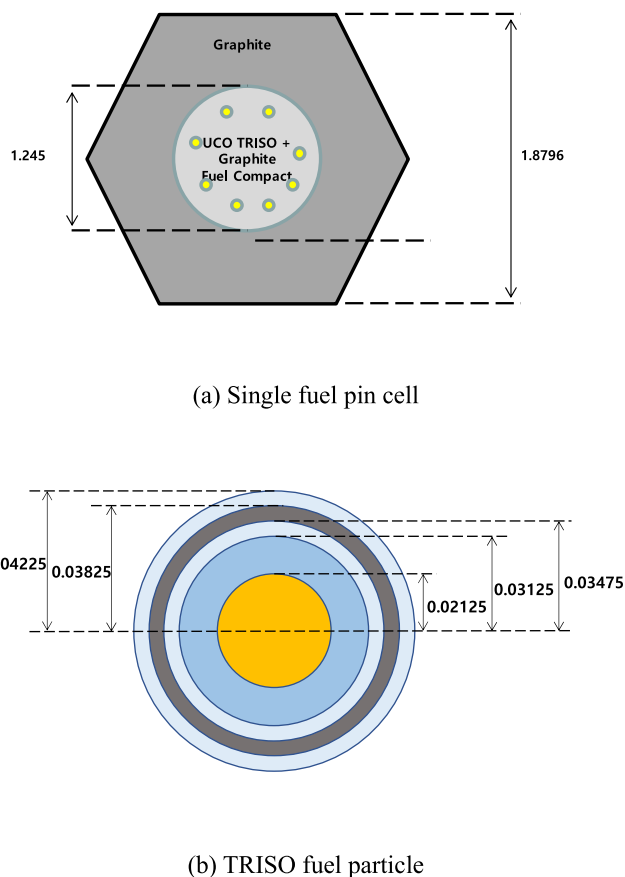 Graphite
1.245
UCO TRISO +
Graphite
Fuel Compact
1.8796
(a) Single fuel pin cell
04225
0.03825
0.02125
0.03125
0.03475
(b) TRISO fuel particle